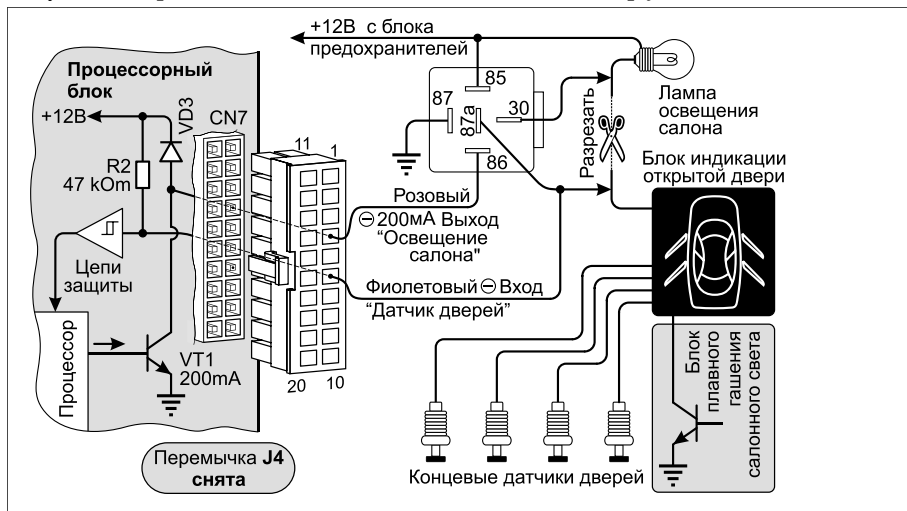 +12В с блока
предохранителей
Процессорный
блок
+12В
VD3
CN7
R2
47 kOm
Цепи
защиты
Процессор
VT1
200mA
11
1
20
10
85
87
87а
30
86
Розовый
⊖200мА Выход
“Освещение
салона"
Фиолетовый ⊖ Вход
“Датчик дверей”
Разрезать
Лампа
освещения
салона
Блок индикации
открытой двери
Блок
плавного
гашения
салонного света
Концевые датчики дверей
Перемычка J4
снята